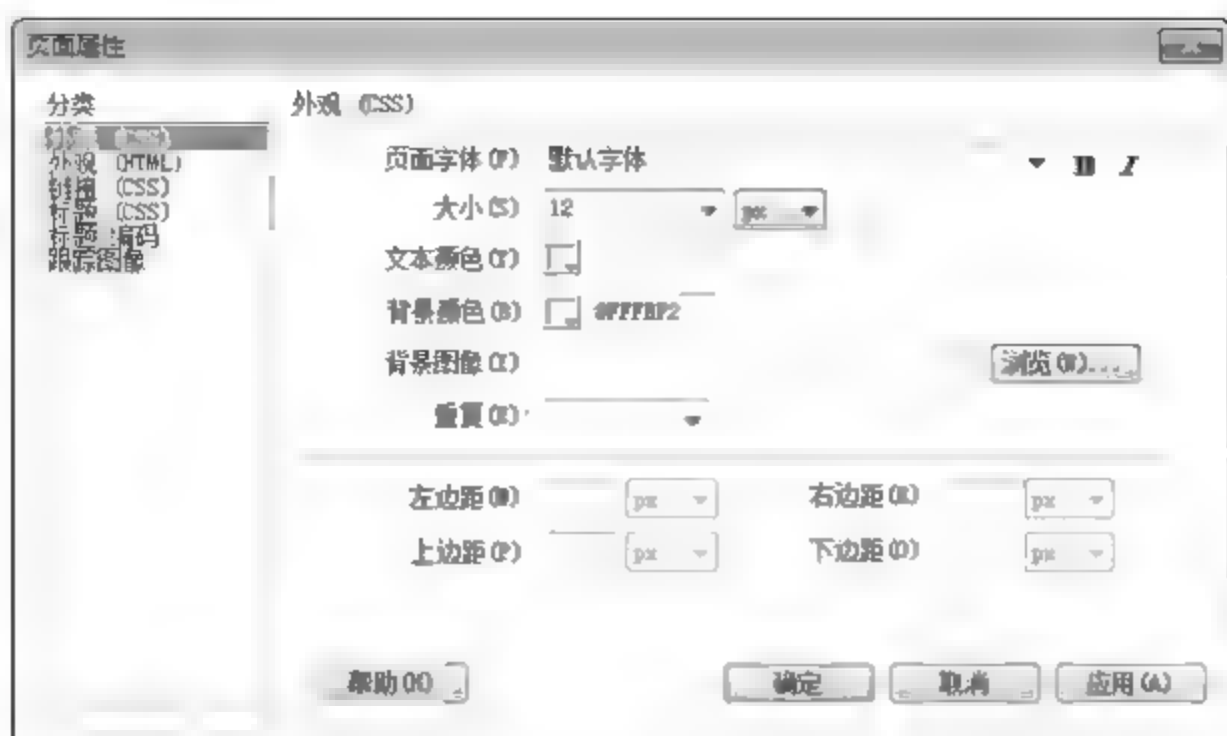 页面属性
分类
外观 (CSS)
外观 (HTML)
链接 (CSS)
标题 (CSS)
标题/编码
跟踪图像
外观 (CSS)
页面字体(F) 默认字体 B I
大小(S) 12 px
文本颜色(T)
背景颜色(B)
背景图像(I) 浏览(W)...
重复(E)
左边距(M) px 右边距(R) px
上边距(P) px 下边距(O) px
帮助(H) 确定 取消 应用(A)